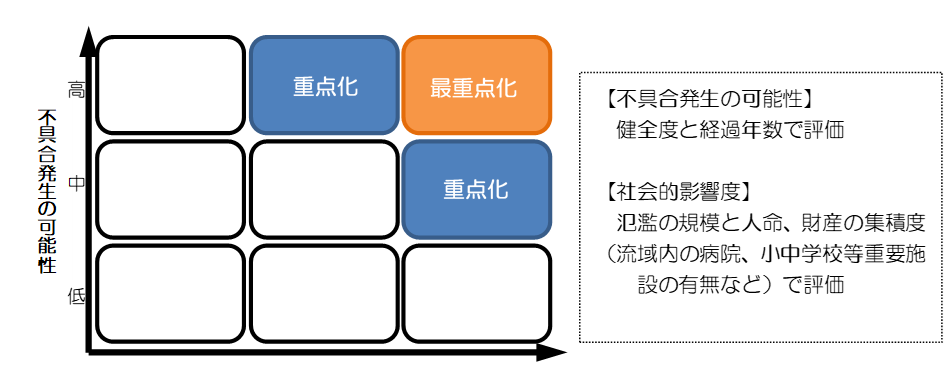 不具合発生の可能性
高
重点化
最重点化
中
重点化
低
【不具合発生の可能性】
健全度と経過年数で評価
【社会的影響度】
氾濫の規模と人命、財産の集積度
（流域内の病院、小中学校等重要施
設の有無など）で評価